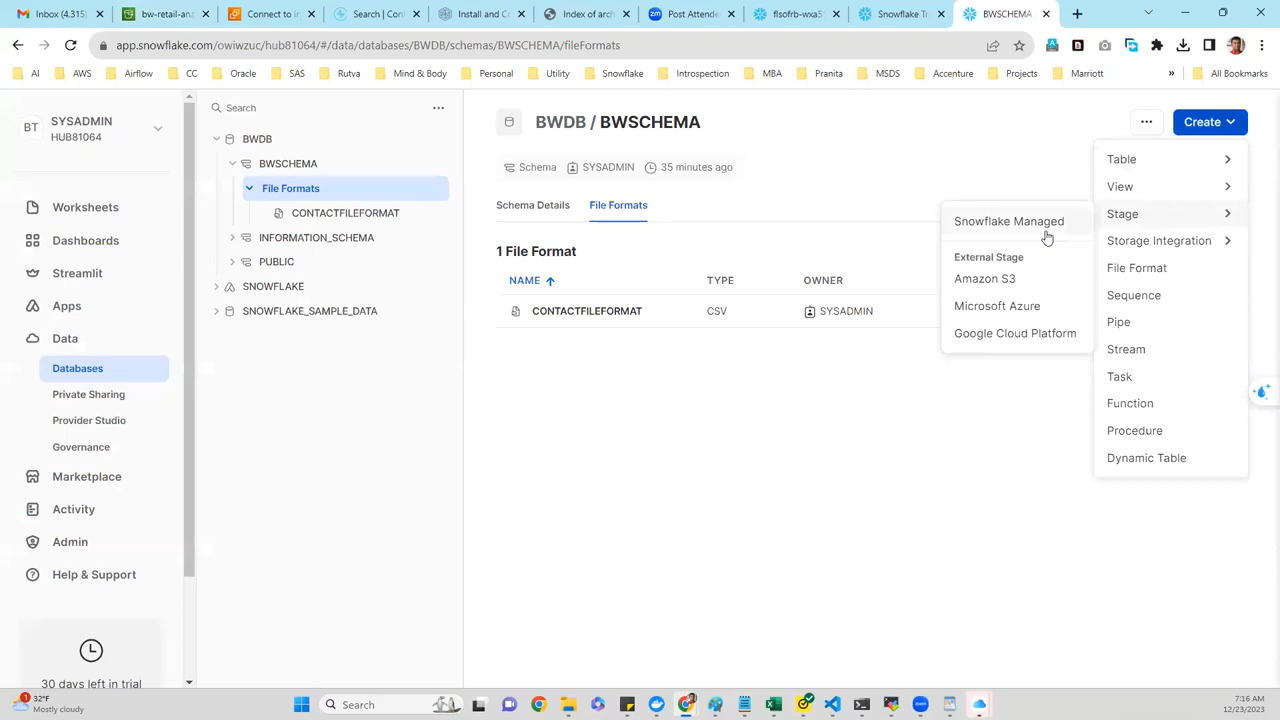 Inbox (4,315)
bw-retail-ana
Connect to in
Search | Con
Install and Co
Index of arch
Post Attende
flsofrb-wxa3
Snowflake Tr
BWSCHEMA
app.snowflake.com/owiwzuc/hub81064/#/data/databases/BWDB/schemas/BWSCHEMA/fileFormats
AI
AWS
Airflow
CC
Oracle
SAS
Rutva
Mind & Body
Personal
Utility
Snowflake
Introspection
MBA
Pranita
MSDS
Accenture
Projects
Marriott
»
All Bookmarks
BT
SYSADMIN
HUB81064
Worksheets
Dashboards
Streamlit
Apps
Data
Databases
Private Sharing
Provider Studio
Governance
Marketplace
Activity
Admin
Help & Support
30 days left in trial
Search
BWDB
BWSCHEMA
File Formats
CONTACTFILEFORMAT
INFORMATION_SCHEMA
PUBLIC
SNOWFLAKE
SNOWFLAKE_SAMPLE_DATA
BWDB / BWSCHEMA
Schema
SYSADMIN
35 minutes ago
Schema Details
File Formats
1 File Format
NAME
TYPE
OWNER
CONTACTFILEFORMAT
CSV
SYSADMIN
Create
Table
View
Stage
Storage Integration
File Format
Sequence
Pipe
Stream
Task
Function
Procedure
Dynamic Table
Snowflake Managed
External Stage
Amazon S3
Microsoft Azure
Google Cloud Platform
1
32°F
Mostly cloudy
Search
7:16 AM
12/23/2023